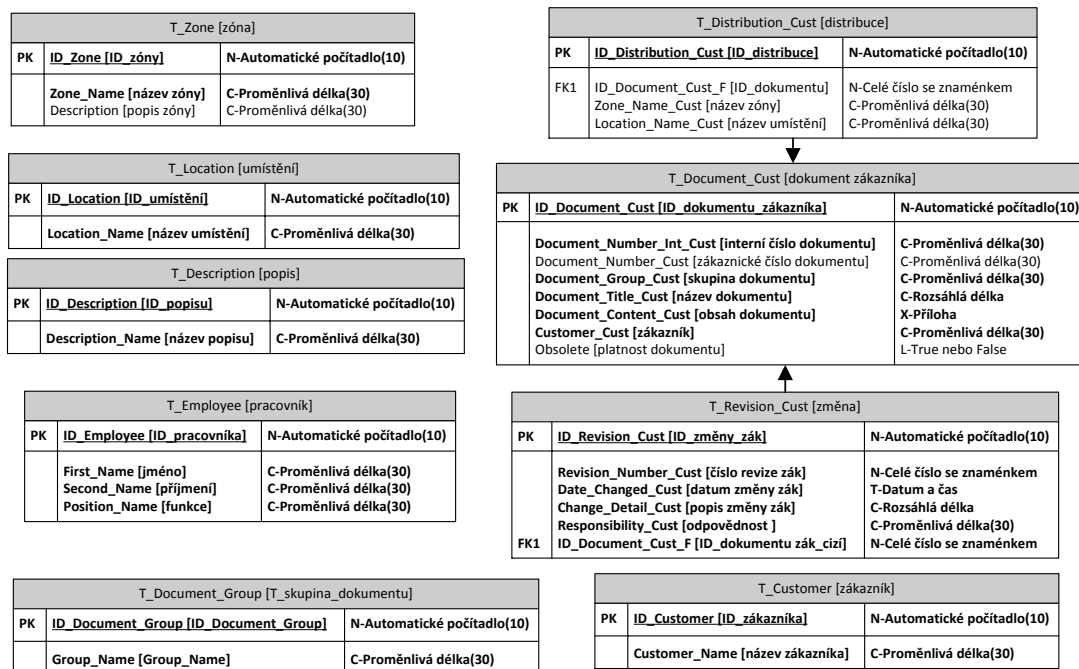 T_Zone [zóna]
PK ID_Zone [ID_zóny] N-Automatické počítadlo(10)
Zone_Name [název zóny] C-Proměnlivá délka(30)
Description [popis zóny] C-Proměnlivá délka(30)
T_Distribution_Cust [distribuce]
PK ID_Distribution_Cust [ID_distribuce] N-Automatické počítadlo(10)
FK1 ID_Document_Cust_F [ID_dokumentu] N-Celé číslo se znaménkem
Zone_Name_Cust [název zóny] C-Proměnlivá délka(30)
Location_Name_Cust [název umístění] C-Proměnlivá délka(30)
T_Location [umístění]
PK ID_Location [ID_umístění] N-Automatické počítadlo(10)
Location_Name [název umístění] C-Proměnlivá délka(30)
T_Document_Cust [dokument zákazníka]
PK ID_Document_Cust [ID_dokumentu_zákazníka] N-Automatické počítadlo(10)
Document_Number_Int_Cust [interní číslo dokumentu] C-Proměnlivá délka(30)
Document_Number_Cust [zákaznické číslo dokumentu] C-Proměnlivá délka(30)
Document_Group_Cust [skupina dokumentu] C-Proměnlivá délka(30)
Document_Title_Cust [název dokumentu] C-Rozsáhlá délka
Document_Content_Cust [obsah dokumentu] X-Příloha
Customer_Cust [zákazník] C-Proměnlivá délka(30)
Obsolete [platnost dokumentu] L-True nebo False
T_Description [popis]
PK ID_Description [ID_popisu] N-Automatické počítadlo(10)
Description_Name [název popisu] C-Proměnlivá délka(30)
T_Employee [pracovník]
PK ID_Employee [ID_pracovníka] N-Automatické počítadlo(10)
First_Name [jméno] C-Proměnlivá délka(30)
Second_Name [příjmení] C-Proměnlivá délka(30)
Position_Name [funkce] C-Proměnlivá délka(30)
T_Revision_Cust [změna]
PK ID_Revision_Cust [ID_změny_zák] N-Automatické počítadlo(10)
Revision_Number_Cust [číslo revize zák] N-Celé číslo se znaménkem
Date_Changed_Cust [datum změny zák] T-Datum a čas
Change_Detail_Cust [popis změny zák] C-Rozsáhlá délka
Responsibility_Cust [odpovědnost ] C-Proměnlivá délka(30)
FK1 ID_Document_Cust_F [ID_dokumentu zák_cizí] N-Celé číslo se znaménkem
T_Document_Group [T_skupina_dokumentu]
PK ID_Document_Group [ID_Document_Group] N-Automatické počítadlo(10)
Group_Name [Group_Name] C-Proměnlivá délka(30)
T_Customer [zákazník]
PK ID_Customer [ID_zákazníka] N-Automatické počítadlo(10)
Customer_Name [název zákazníka] C-Proměnlivá délka(30)